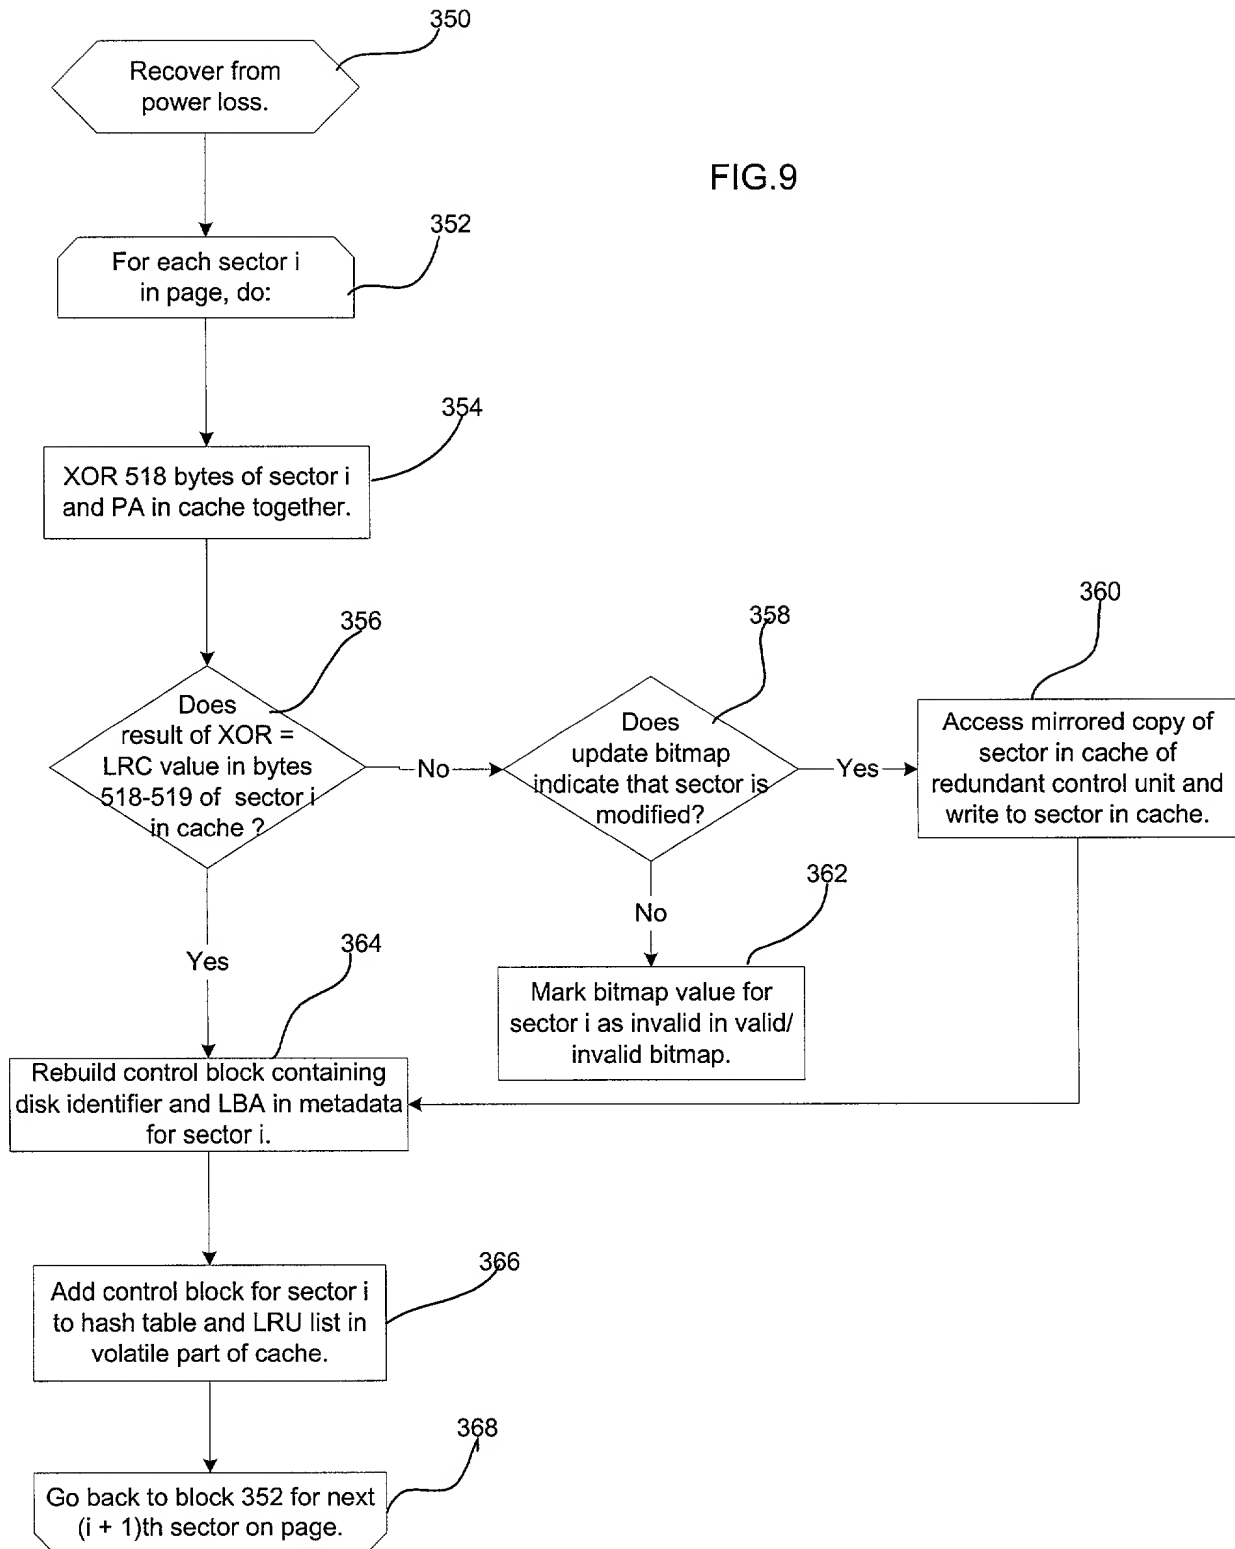 350
Recover from
power loss.
FIG.9
352
For each sector i
in page, do:
354
XOR 518 bytes of sector i
and PA in cache together.
356
Does
result of XOR =
LRC value in bytes
518-519 of sector i
in cache ?
No
358
Does
update bitmap
indicate that sector is
modified?
Yes
360
Access mirrored copy of
sector in cache of
redundant control unit and
write to sector in cache.
No
362
Mark bitmap value for
sector i as invalid in valid/
invalid bitmap.
Yes
364
Rebuild control block containing
disk identifier and LBA in metadata
for sector i.
366
Add control block for sector i
to hash table and LRU list in
volatile part of cache.
368
Go back to block 352 for next
(i + 1)th sector on page.